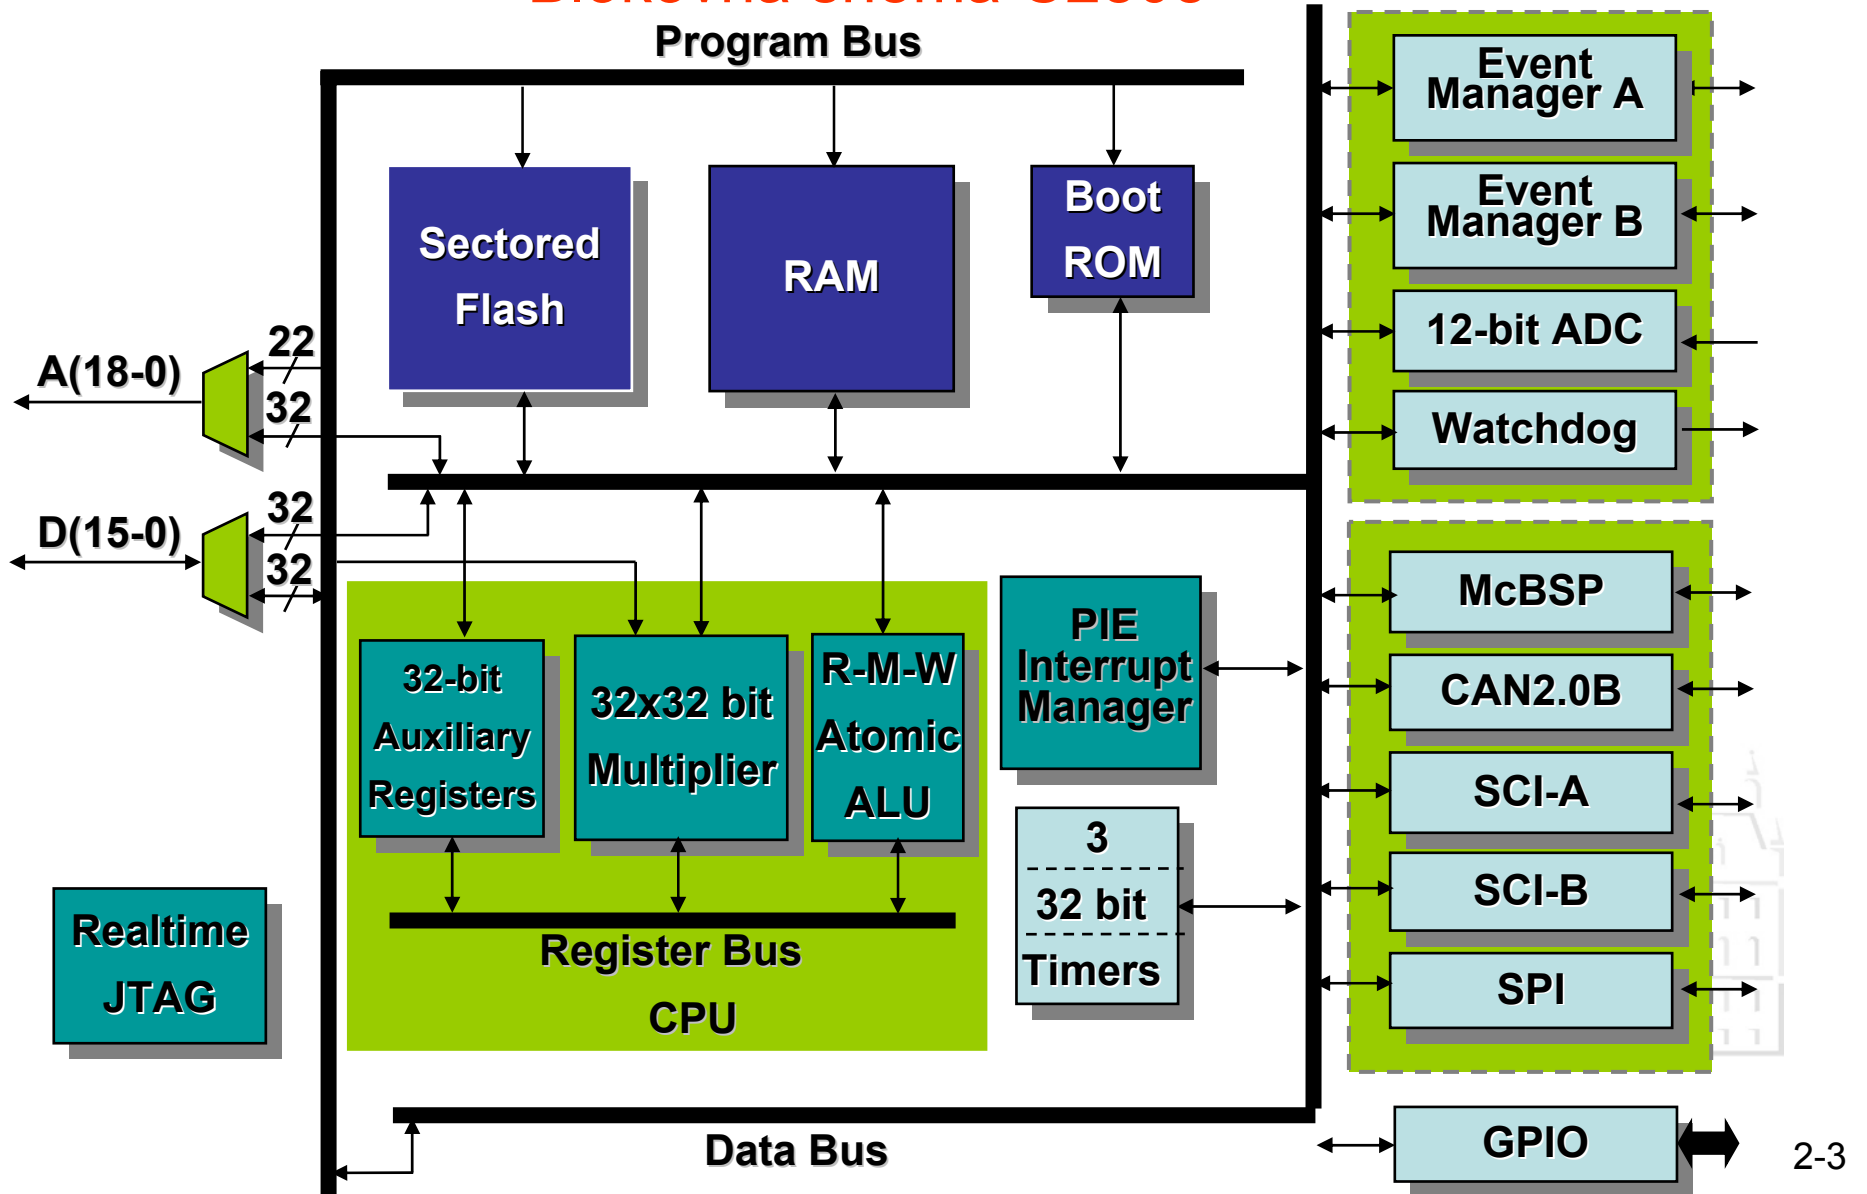 Program Bus
Sectored
Flash
RAM
Boot
ROM
Event
Manager A
Event
Manager B
12-bit ADC
Watchdog
A(18-0)
22
32
D(15-0)
32
32
32-bit
Auxiliary
Registers
32x32 bit
Multiplier
R-M-W
Atomic
ALU
PIE
Interrupt
Manager
3
32 bit
Timers
Register Bus
CPU
Realtime
JTAG
McBSP
CAN2.0B
SCI-A
SCI-B
SPI
GPIO
Data Bus
2-3